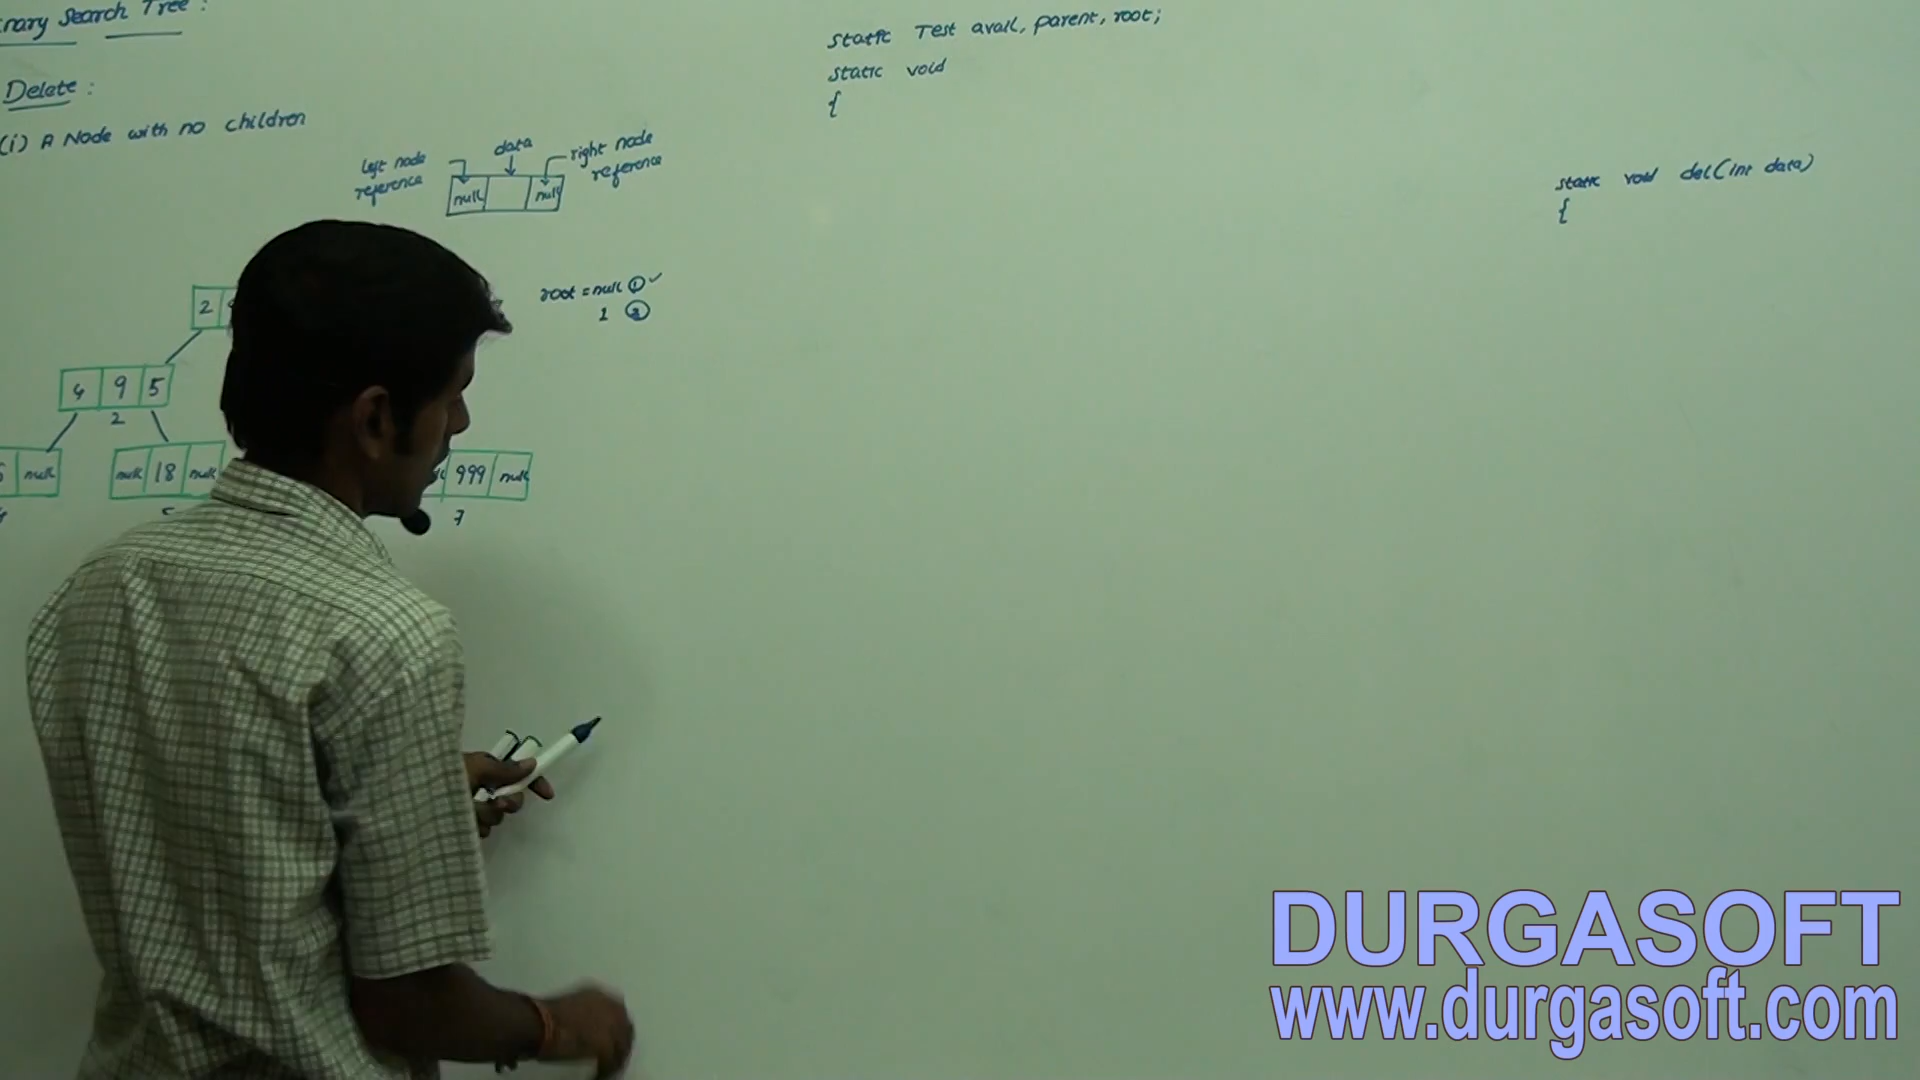 nary Search Tree :
Delete :
(i) A Node with no children
left node
reference
data
right node
reference
null null
root = null ① ✓
1 ②
2
4 9 5
2
null
null 18 null
999 null
7
static Test avail, parent, root;
static void
{
static void del(int data)
{
DURGASOFT
www.durgasoft.com